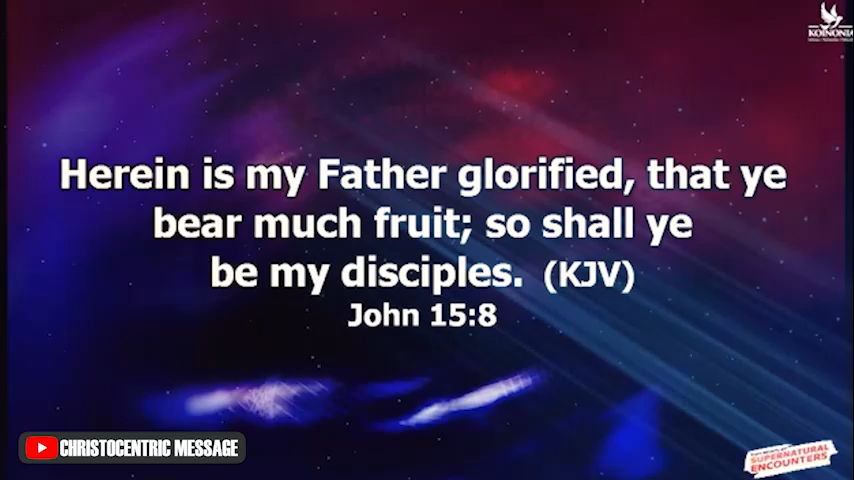 KOINONIA
Herein is my Father glorified, that ye
bear much fruit; so shall ye
be my disciples. (KJV)
John 15:8
CHRISTOCENTRIC MESSAGE
SUPERNATURAL
ENCOUNTERS